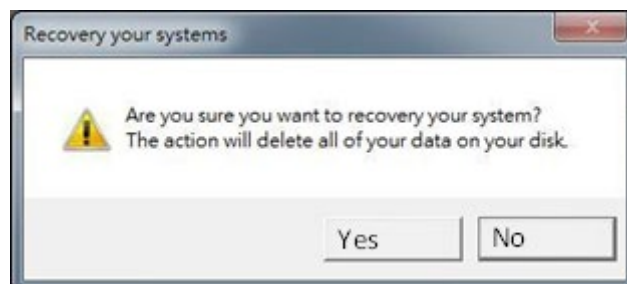 Recovery your systems
Are you sure you want to recovery your system?
The action will delete all of your data on your disk.
Yes
No